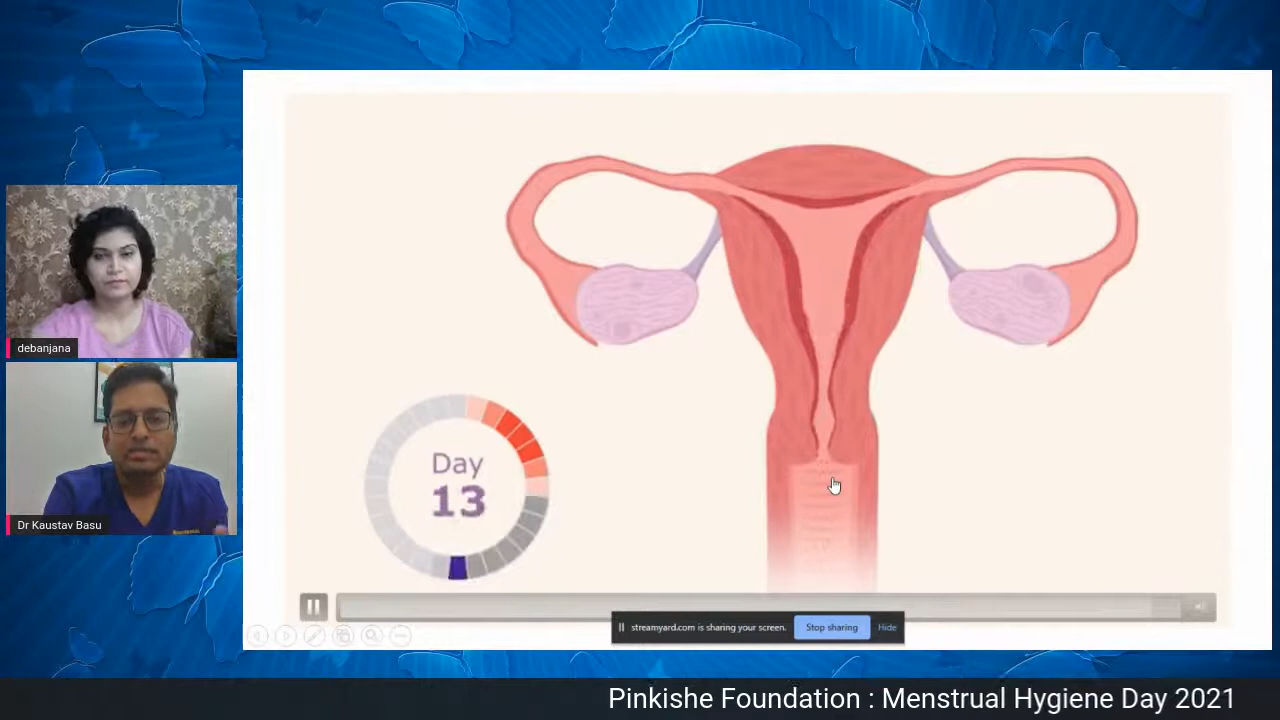 debanjana
Dr Kaustav Basu
Day
13
streamyard.com is sharing your screen.
Stop sharing
Hide
Pinkishe Foundation : Menstrual Hygiene Day 2021